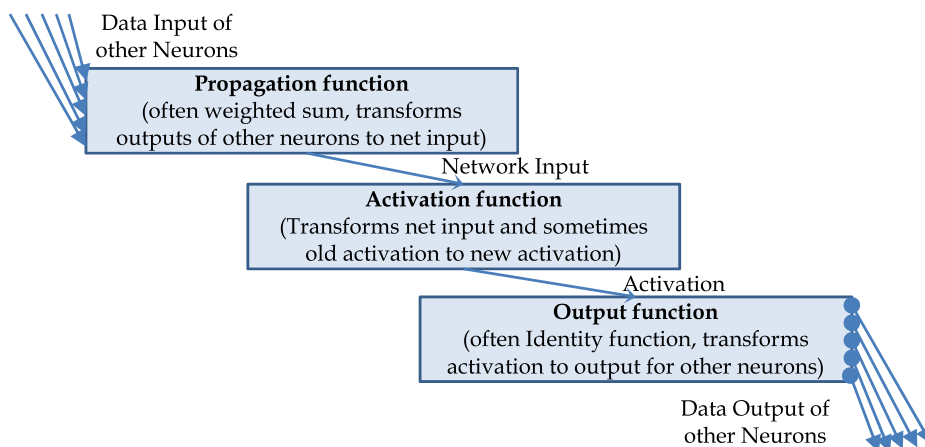 Data Input of
other Neurons
Propagation function
(often weighted sum, transforms
outputs of other neurons to net input)
Network Input
Activation function
(Transforms net input and sometimes
old activation to new activation)
Activation
Output function
(often Identity function, transforms
activation to output for other neurons)
Data Output of
other Neurons